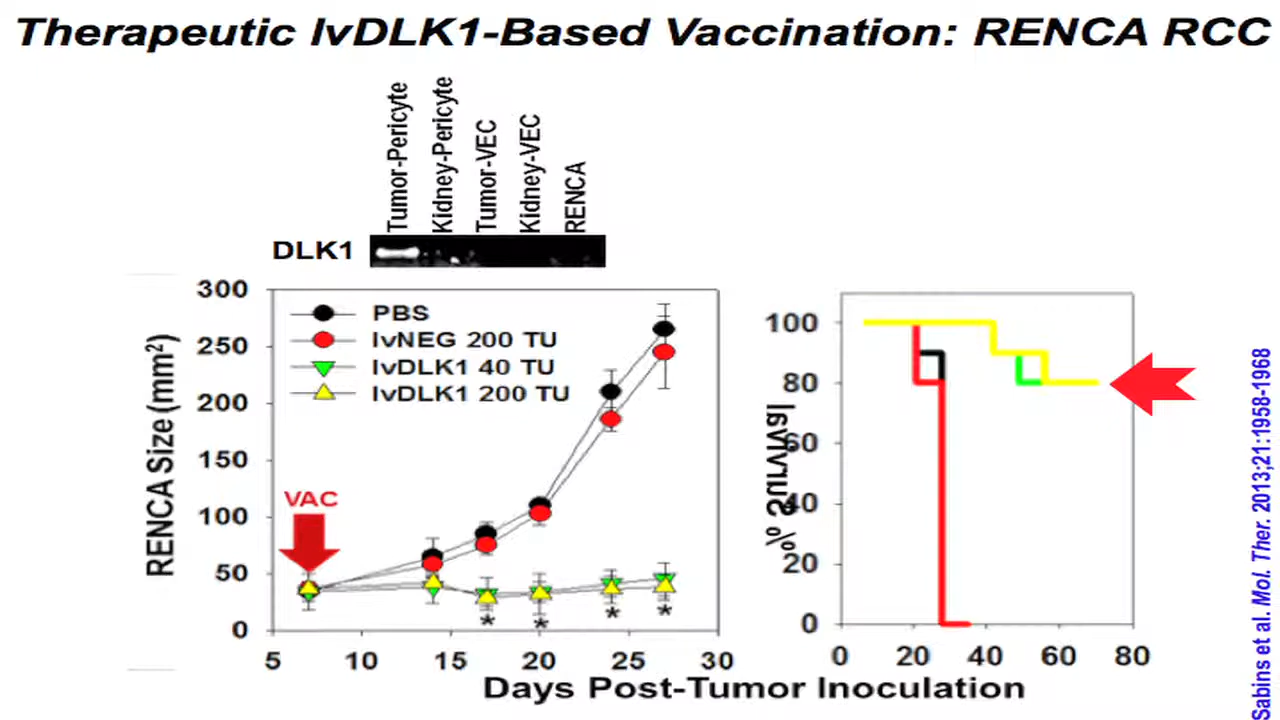 Therapeutic lvDLK1-Based Vaccination: RENCA RCC
Tumor-Pericyte
Kidney-Pericyte
Tumor-VEC
Kidney-VEC
RENCA
DLK1
RENCA Size (mm²)
300
250
200
150
100
50
0
PBS
lvNEG 200 TU
lvDLK1 40 TU
lvDLK1 200 TU
VAC
* * * *
5 10 15 20 25 30
% Survival
100
80
60
40
20
0
0 20 40 60 80
Days Post-Tumor Inoculation
Sabins et al. Mol. Ther. 2013;21:1958-1968